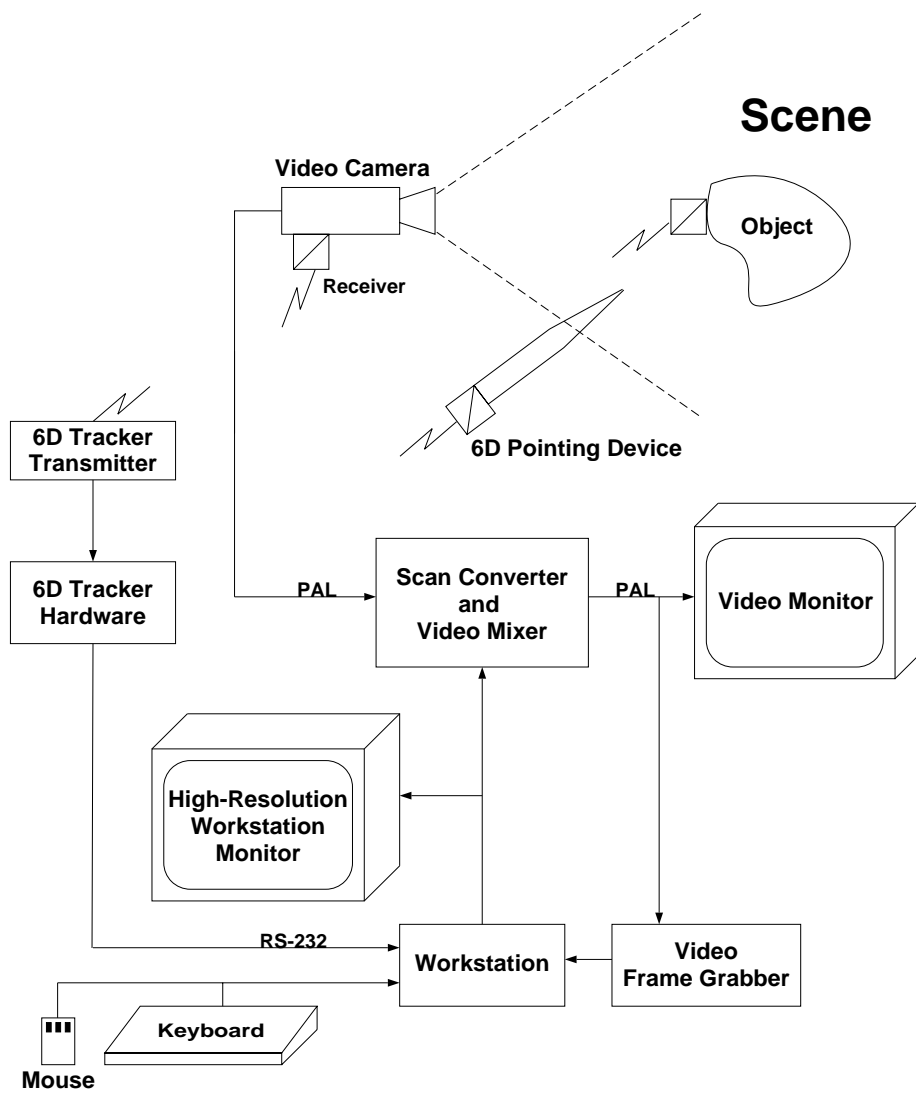 Scene
Video Camera
Object
Receiver
6D Pointing Device
6D Tracker
Transmitter
6D Tracker
Hardware
PAL
Scan Converter
and
Video Mixer
PAL
Video Monitor
High-Resolution
Workstation
Monitor
RS-232
Workstation
Video
Frame Grabber
Keyboard
Mouse